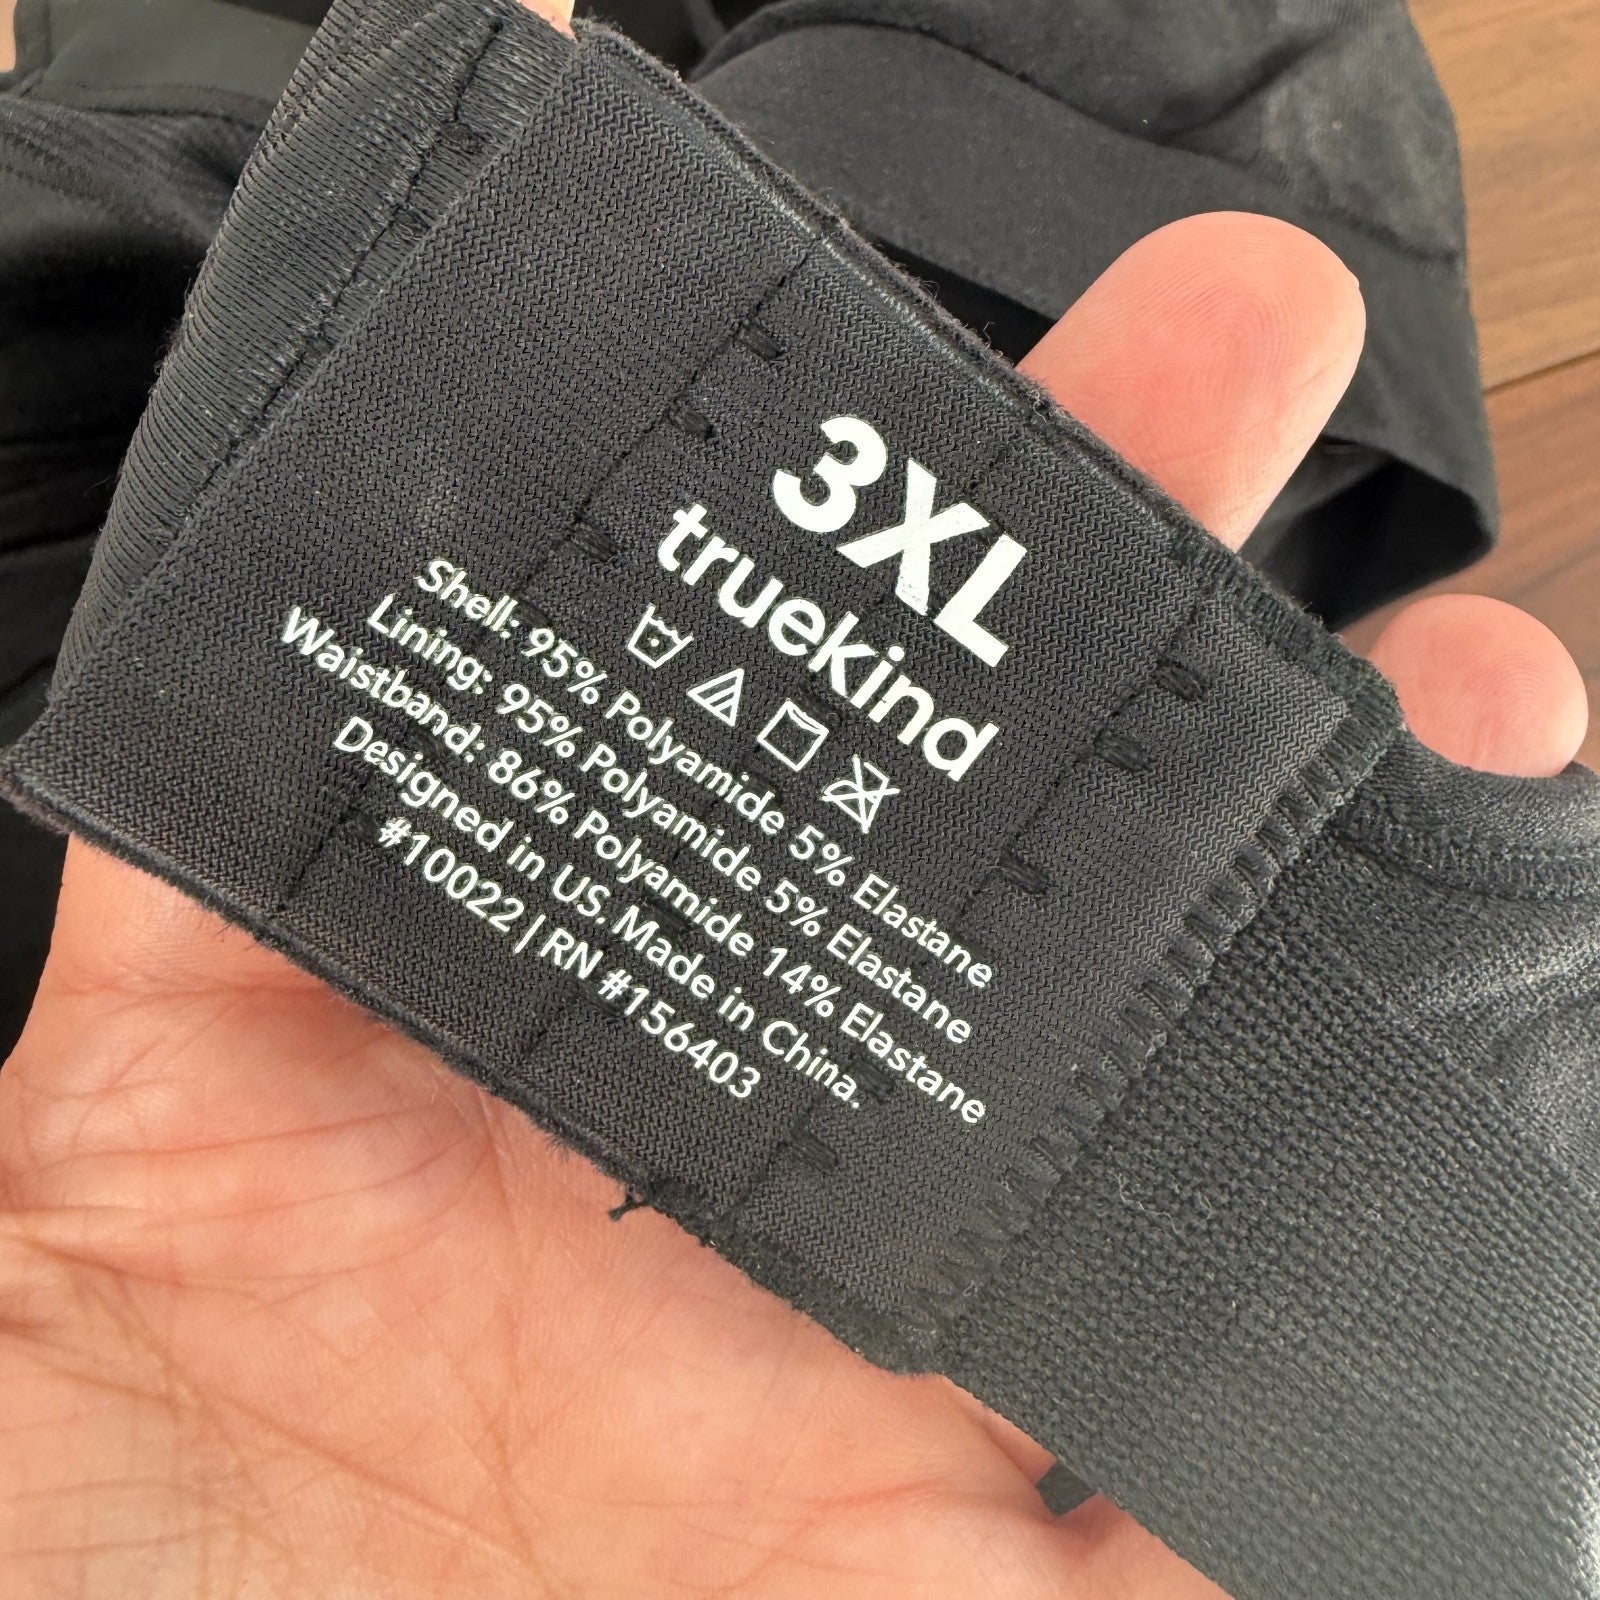 3XL
truekind
Shell: 95% Polyamide 5% Elastane
Lining: 95% Polyamide 5% Elastane
Waistband: 86% Polyamide 14% Elastane
Designed in US. Made in China.
#10022 | RN #156403